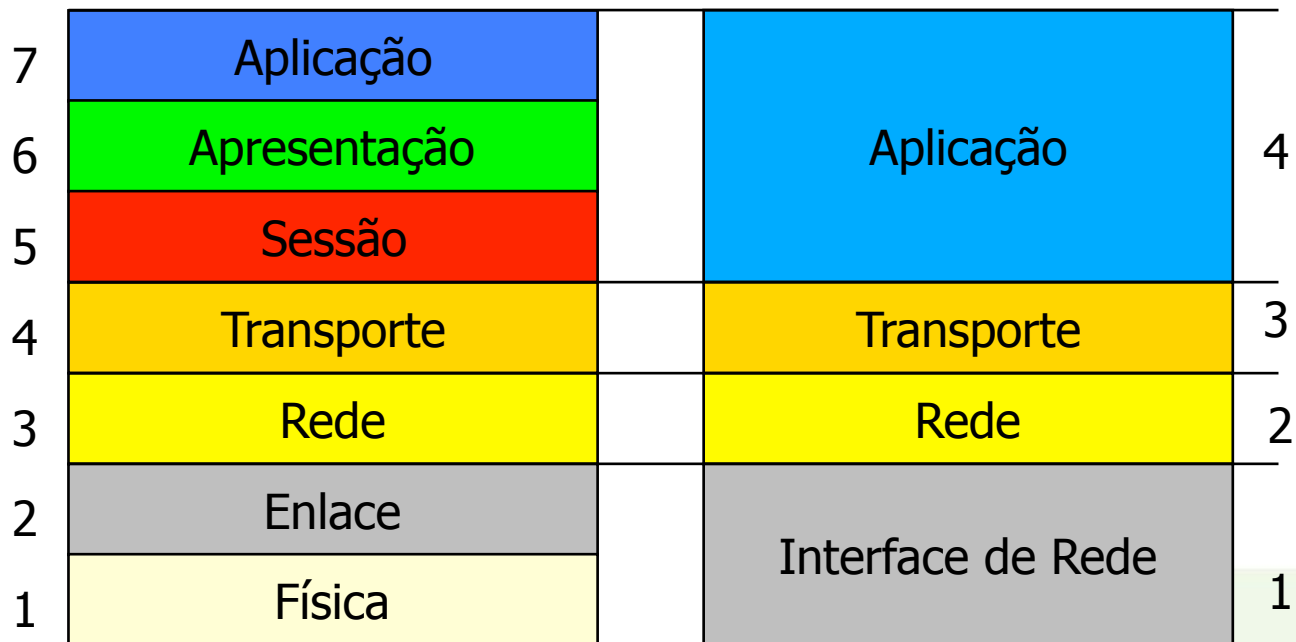 7 Aplicação
6 Apresentação Aplicação 4
5 Sessão
4 Transporte Transporte 3
3 Rede Rede 2
2 Enlace
Interface de Rede
1 Física 1